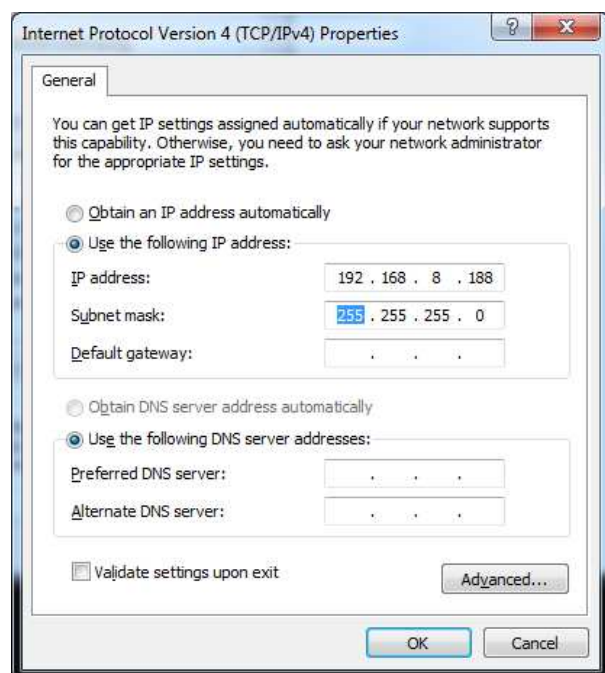 Internet Protocol Version 4 (TCP/IPv4) Properties
General
You can get IP settings assigned automatically if your network supports
this capability. Otherwise, you need to ask your network administrator
for the appropriate IP settings.
Obtain an IP address automatically
Use the following IP address:
IP address: 192 . 168 . 8 . 188
Subnet mask: 255 . 255 . 255 . 0
Default gateway: . . .
Obtain DNS server address automatically
Use the following DNS server addresses:
Preferred DNS server: . . .
Alternate DNS server: . . .
Validate settings upon exit
Advanced...
OK Cancel